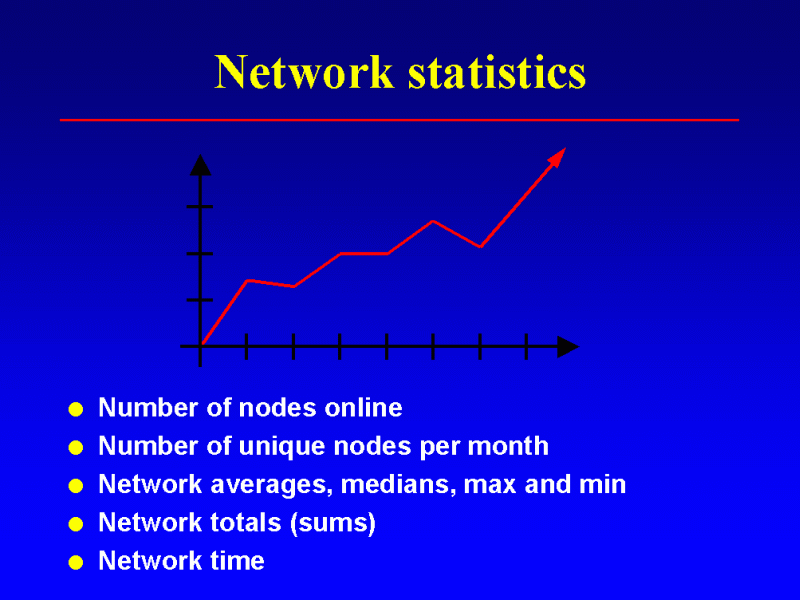 Network statistics
Number of nodes online
Number of unique nodes per month
Network averages, medians, max and min
Network totals (sums)
Network time